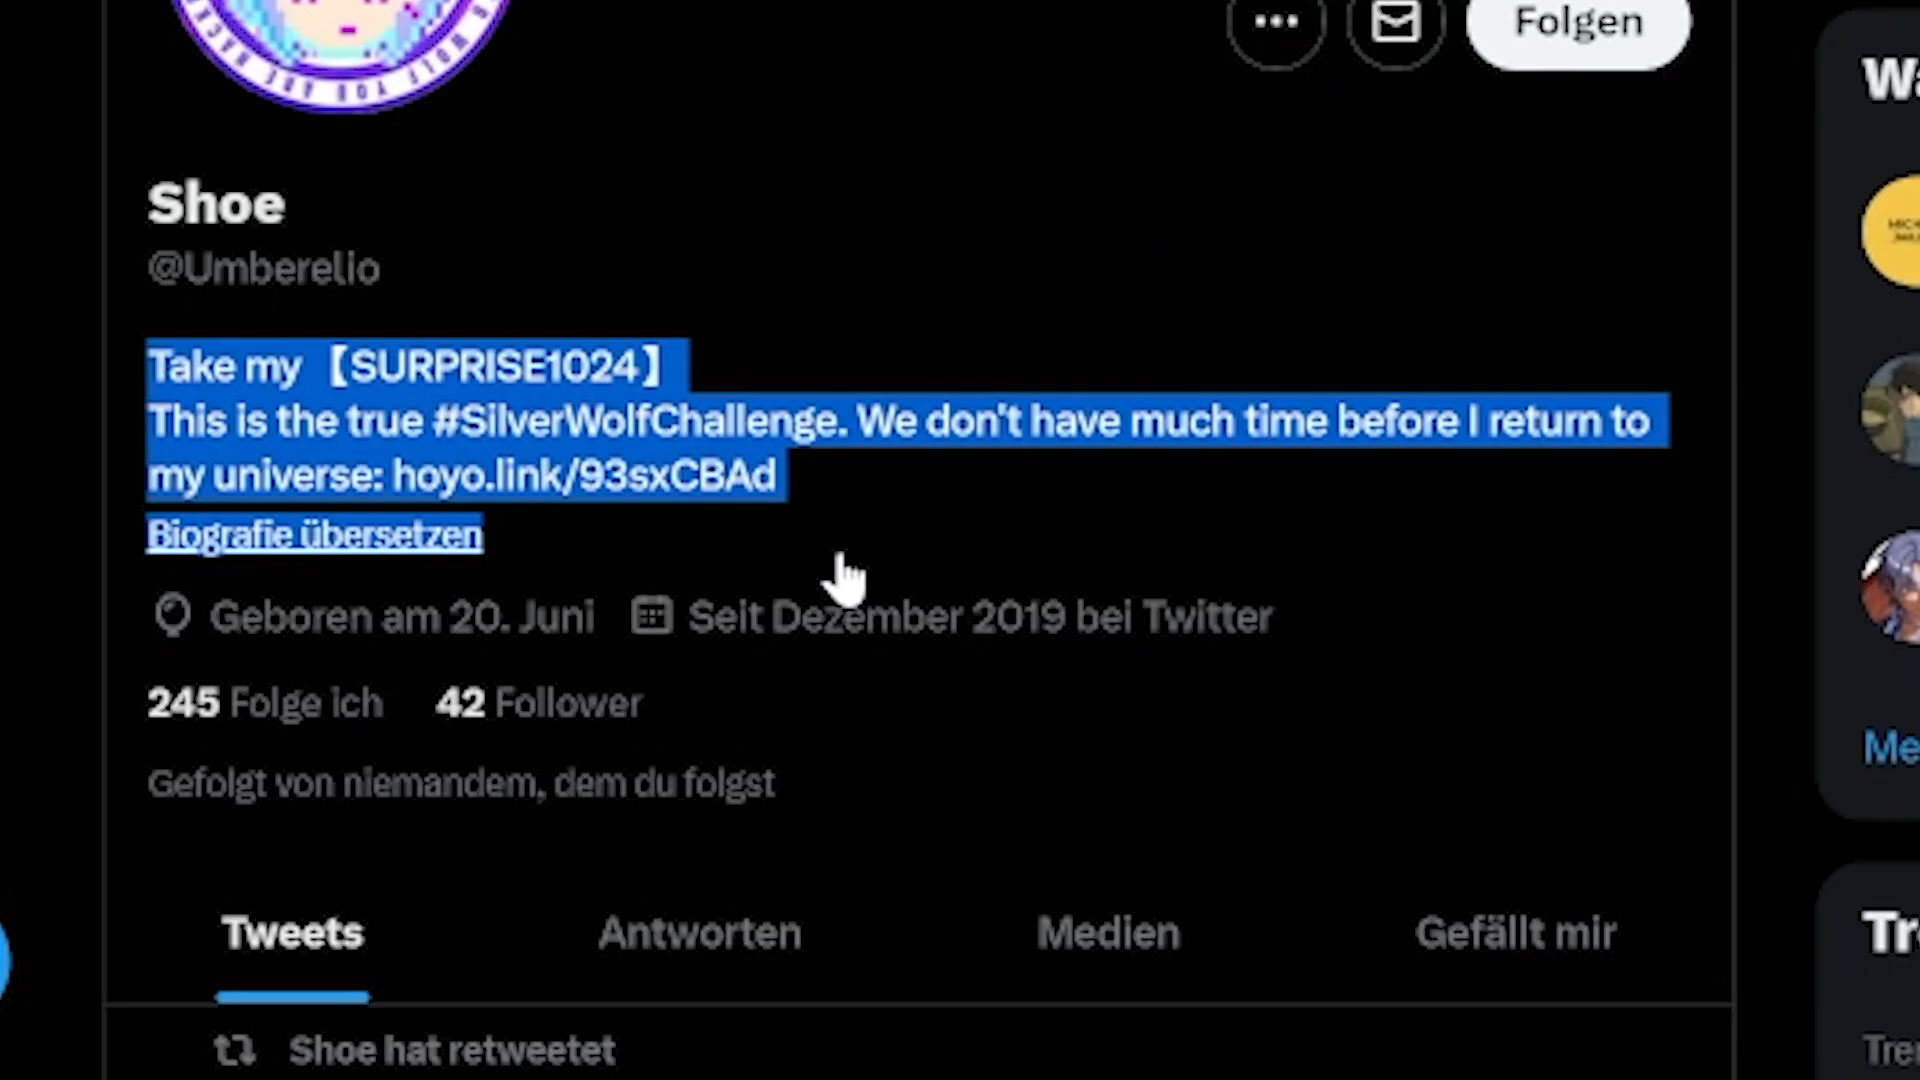 Folgen
Shoe
@Umberelio
Take my 【SURPRISE1024】
This is the true #SilverWolfChallenge. We don't have much time before I return to
my universe: hoyo.link/93sxCBAd
Biografie übersetzen
Geboren am 20. Juni Seit Dezember 2019 bei Twitter
245 Folge ich 42 Follower
Gefolgt von niemandem, dem du folgst
Tweets Antworten Medien Gefällt mir
Shoe hat retweetet